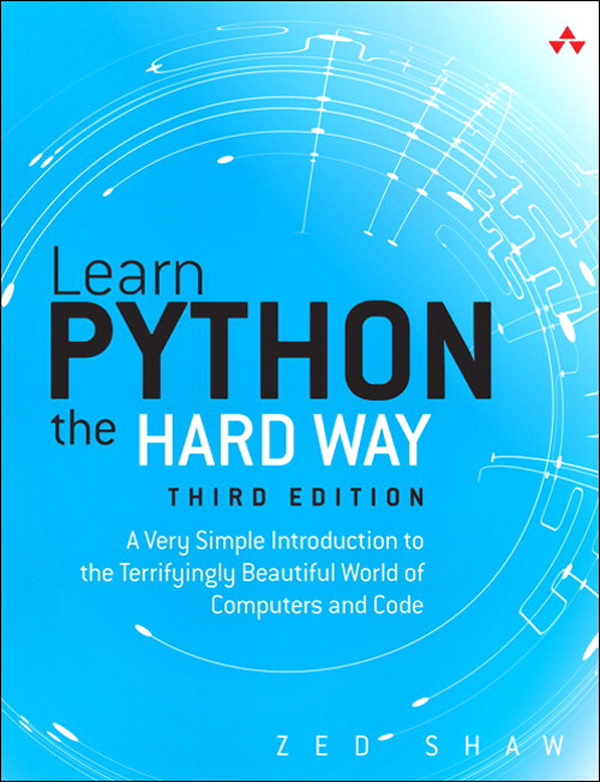 Learn
PYTHON
the HARD WAY
THIRD EDITION
A Very Simple Introduction to
the Terrifyingly Beautiful World of
Computers and Code
ZED SHAW